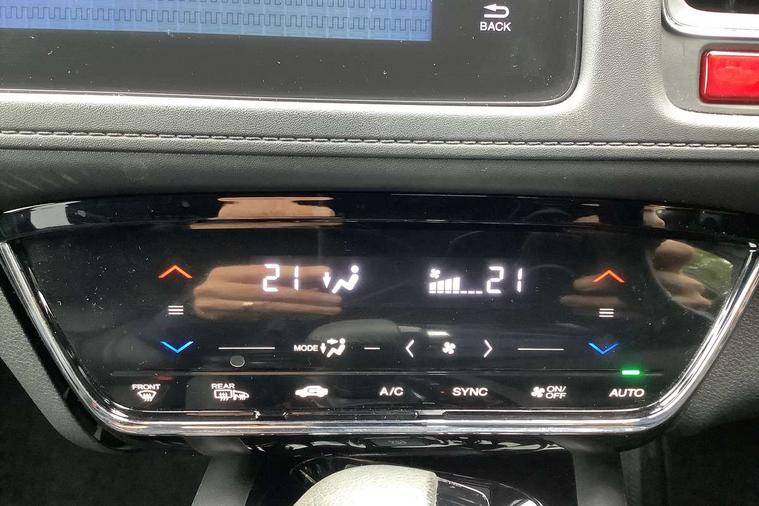 BACK
21 21
MODE
FRONT REAR A/C SYNC ON/OFF AUTO